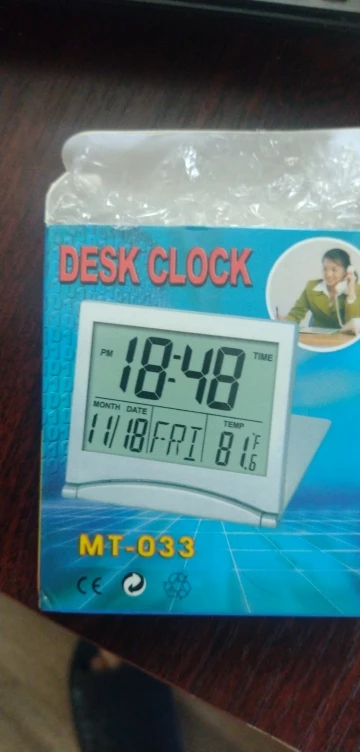 DESK CLOCK
PM 18:48 TIME
MONTH DATE TEMP
11/18 FRI 81.6°F
MT-033
CE